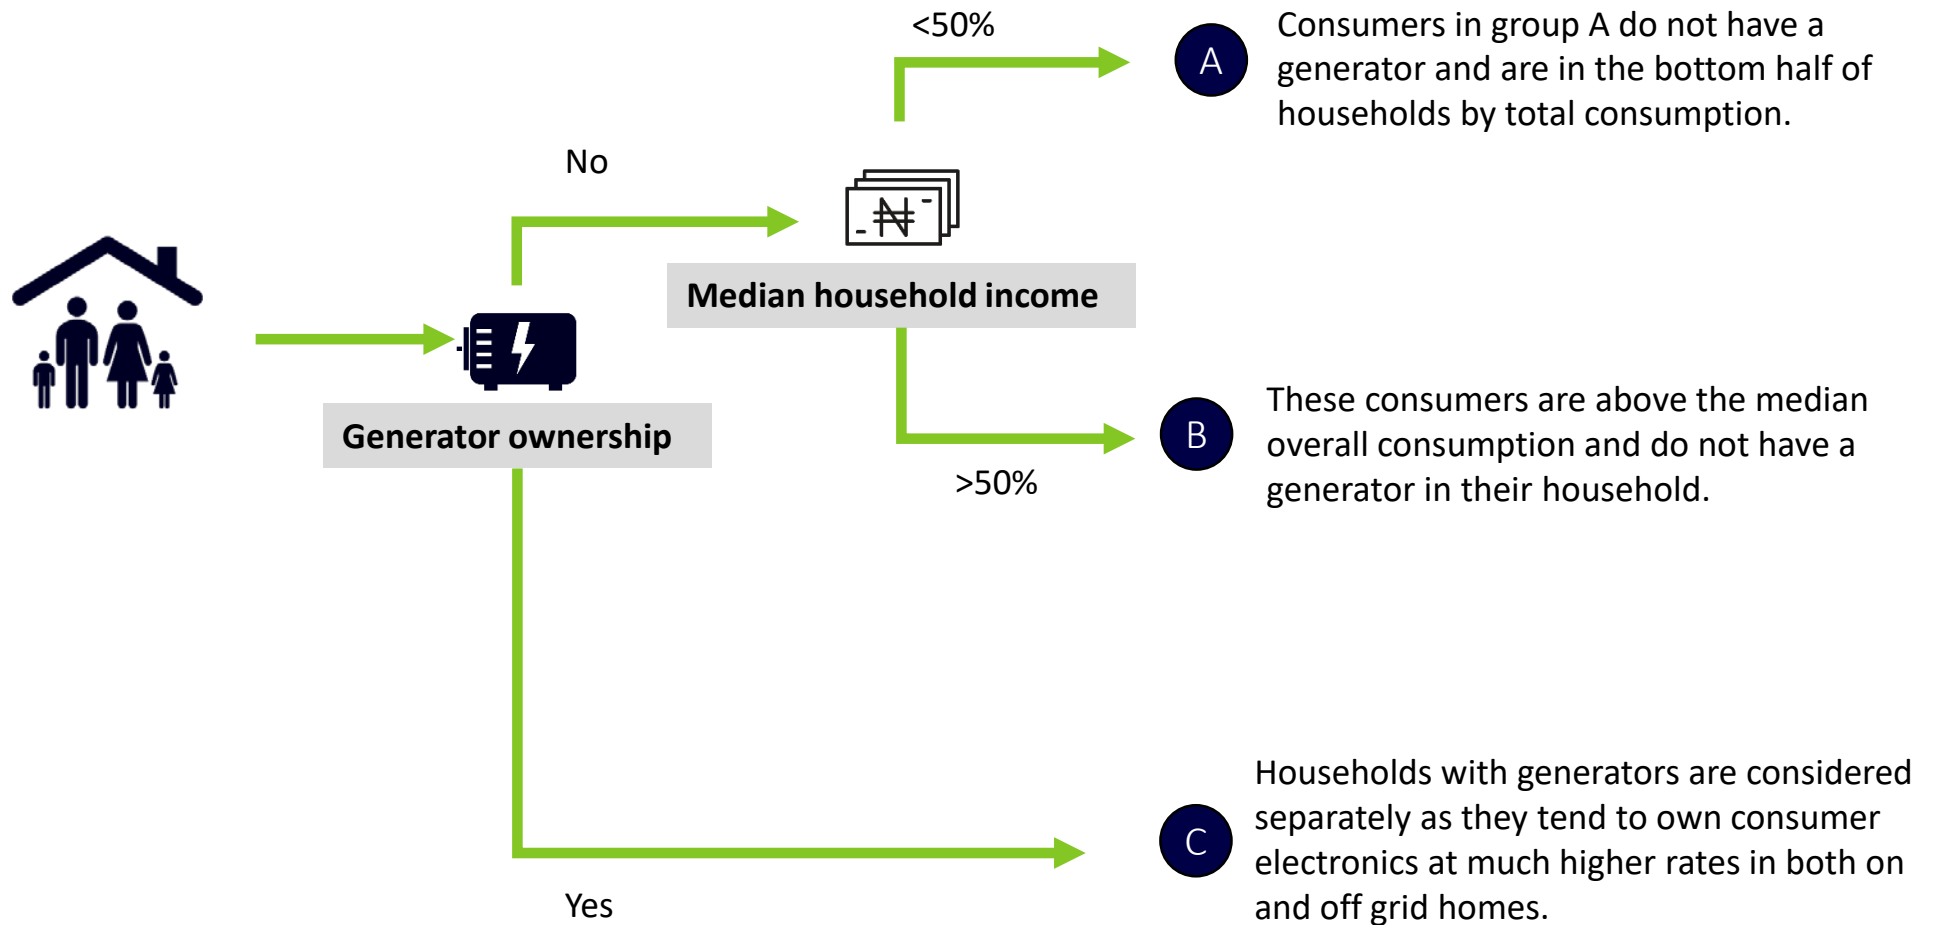 <50%
A
Consumers in group A do not have a
generator and are in the bottom half of
households by total consumption.
No
₦
Median household income
Generator ownership
>50%
B
These consumers are above the median
overall consumption and do not have a
generator in their household.
C
Households with generators are considered
separately as they tend to own consumer
electronics at much higher rates in both on
and off grid homes.
Yes